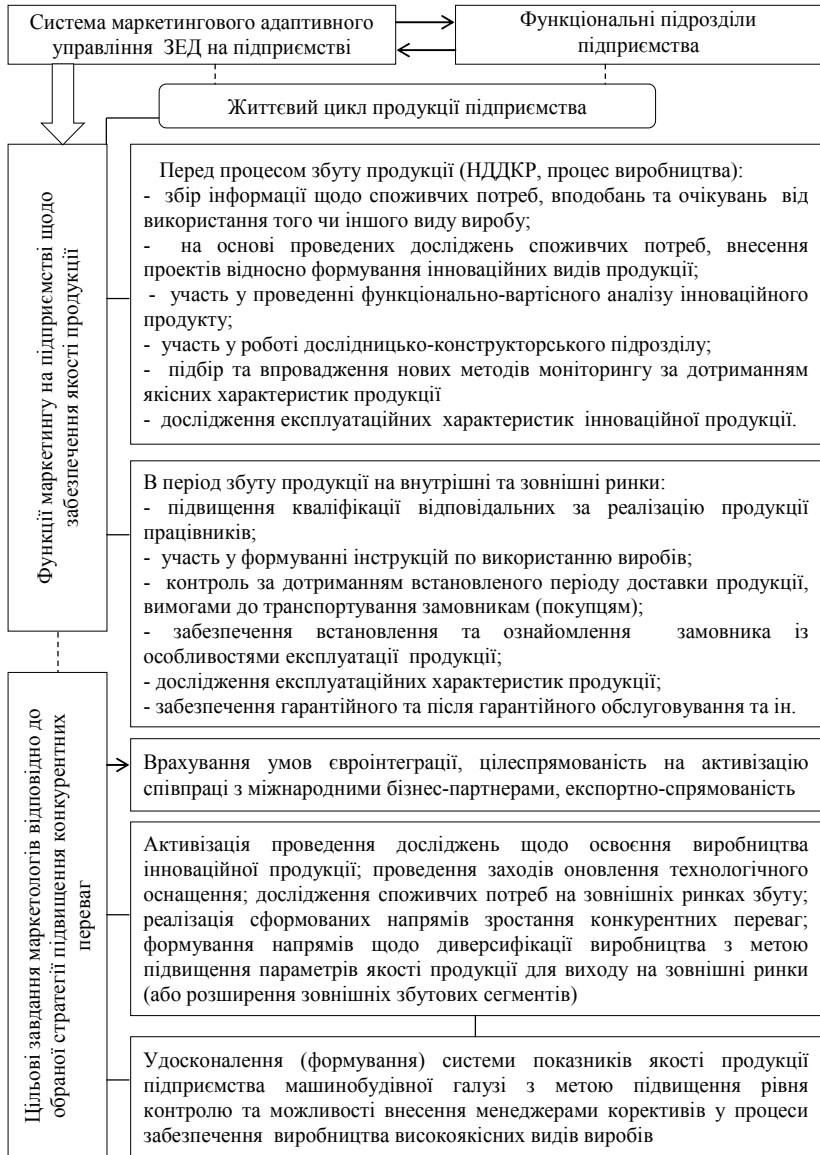 Система маркетингового адаптивного
управління ЗЕД на підприємстві
Функціональні підрозділи
підприємства
Життєвий цикл продукції підприємства
Функції маркетингу на підприємстві щодо
забезпечення якості продукції
Перед процесом збуту продукції (НДДКР, процес виробництва):
- збір інформації щодо споживчих потреб, вподобань та очікувань від
використання того чи іншого виду виробу;
- на основі проведених досліджень споживчих потреб, внесення
проектів відносно формування інноваційних видів продукції;
- участь у проведенні функціонально-вартісного аналізу інноваційного
продукту;
- участь у роботі дослідницько-конструкторського підрозділу;
- підбір та впровадження нових методів моніторингу за дотриманням
якісних характеристик продукції
- дослідження експлуатаційних характеристик інноваційної продукції.
В період збуту продукції на внутрішні та зовнішні ринки:
- підвищення кваліфікації відповідальних за реалізацію продукції
працівників;
- участь у формуванні інструкцій по використанню виробів;
- контроль за дотриманням встановленого періоду доставки продукції,
вимогами до транспортування замовникам (покупцям);
- забезпечення встановлення та ознайомлення замовника із
особливостями експлуатації продукції;
- дослідження експлуатаційних характеристик продукції;
- забезпечення гарантійного та після гарантійного обслуговування та ін.
Цільові завдання маркетологів відповідно до
обраної стратегії підвищення конкурентних
переваг
Врахування умов євроінтеграції, цілеспрямованість на активізацію
співпраці з міжнародними бізнес-партнерами, експортно-спрямованість
Активізація проведення досліджень щодо освоєння виробництва
інноваційної продукції; проведення заходів оновлення технологічного
оснащення; дослідження споживчих потреб на зовнішніх ринках збуту;
реалізація сформованих напрямів зростання конкурентних переваг;
формування напрямів щодо диверсифікації виробництва з метою
підвищення параметрів якості продукції для виходу на зовнішні ринки
(або розширення зовнішніх збутових сегментів)
Удосконалення (формування) системи показників якості продукції
підприємства машинобудівної галузі з метою підвищення рівня
контролю та можливості внесення менеджерами корективів у процеси
забезпечення виробництва високоякісних видів виробів